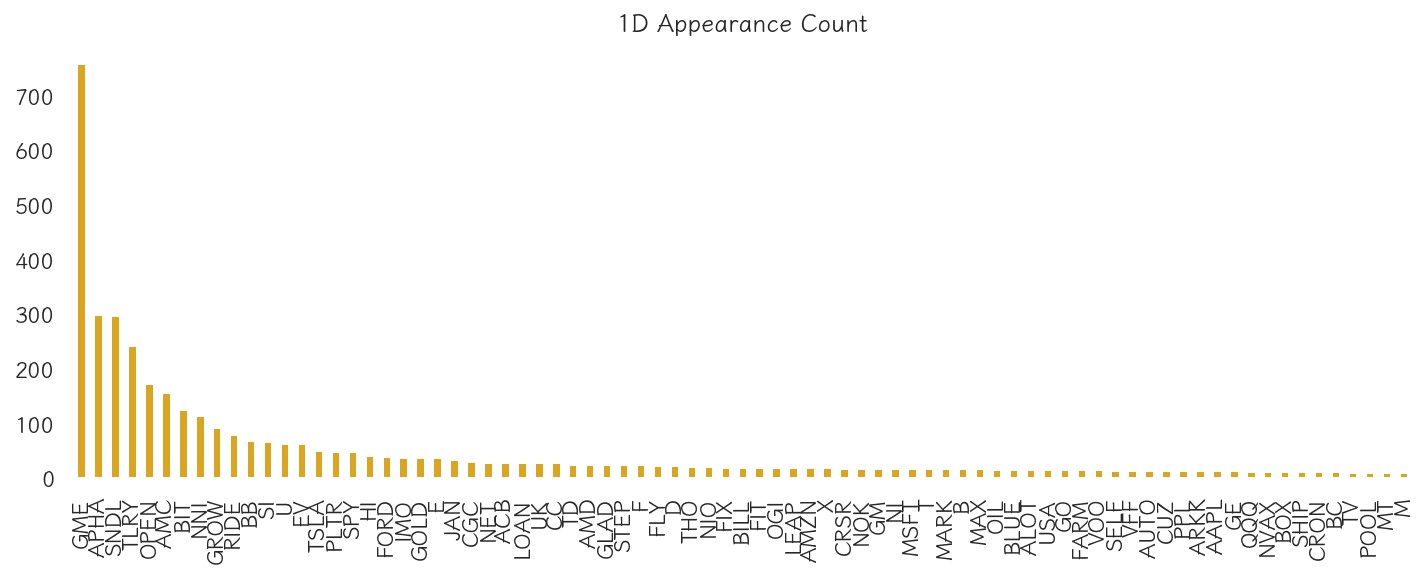 1D Appearance Count
700
600
500
400
300
200
100
0
GME
APHA
SNDL
TLRY
OPEN
AMC
BIT
NNI
GROW
RIDE
BB
SI
U
EV
TSLA
PLTR
SPY
HI
FORD
IMO
GOLD
E
JAN
CGC
NET
ACB
LOAN
UK
CC
TD
AMD
GLAD
STEP
F
FLY
D
THO
NIO
FIX
BILL
FIT
OGI
LEAP
AMZN
X
CRSR
NOK
GM
NI
MSFT
T
MARK
B
MAX
OIL
BLUE
ALOT
USA
GO
FARM
VOO
SELF
VFF
AUTO
CUZ
PPL
ARKK
AAPL
GE
QQQ
NVAX
BOX
SHIP
CRON
BC
TV
POOL
MT
M